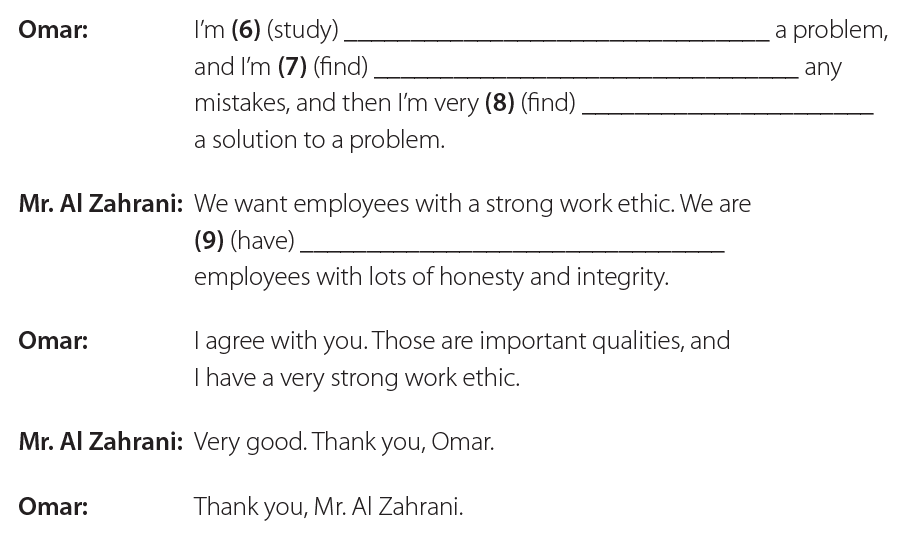 Omar: I'm (6) (study) ________________________________ a problem,
and I'm (7) (find) ________________________________ any
mistakes, and then I'm very (8) (find) ______________________
a solution to a problem.
Mr. Al Zahrani: We want employees with a strong work ethic. We are
(9) (have) ________________________________
employees with lots of honesty and integrity.
Omar: I agree with you. Those are important qualities, and
I have a very strong work ethic.
Mr. Al Zahrani: Very good. Thank you, Omar.
Omar: Thank you, Mr. Al Zahrani.